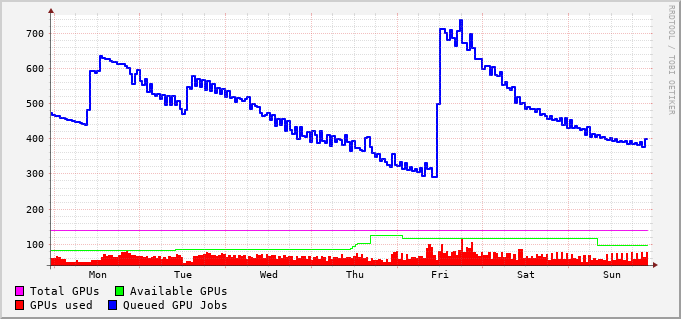 RRDTOOL / TOBI OETIKER
700
600
500
400
300
200
100
Mon Tue Wed Thu Fri Sat Sun
Total GPUs Available GPUs
GPUs used Queued GPU Jobs